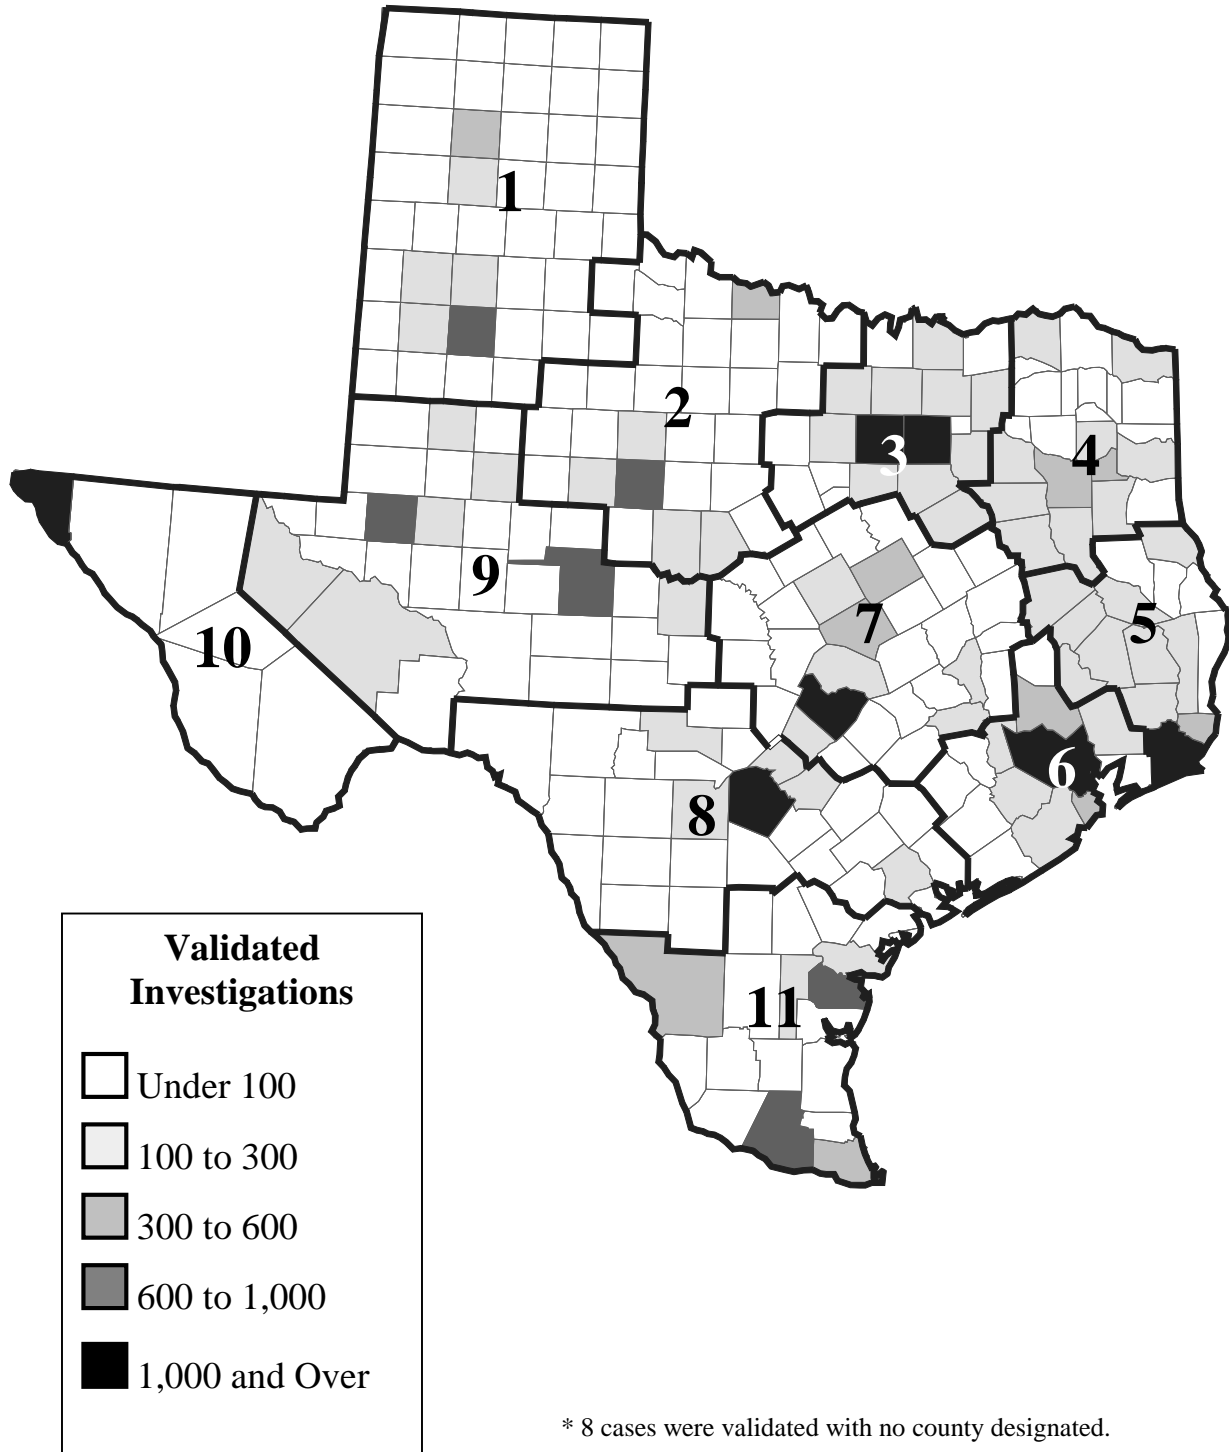 1
2
3
4
5
6
7
8
9
10
11
Validated
Investigations
Under 100
100 to 300
300 to 600
600 to 1,000
1,000 and Over
* 8 cases were validated with no county designated.